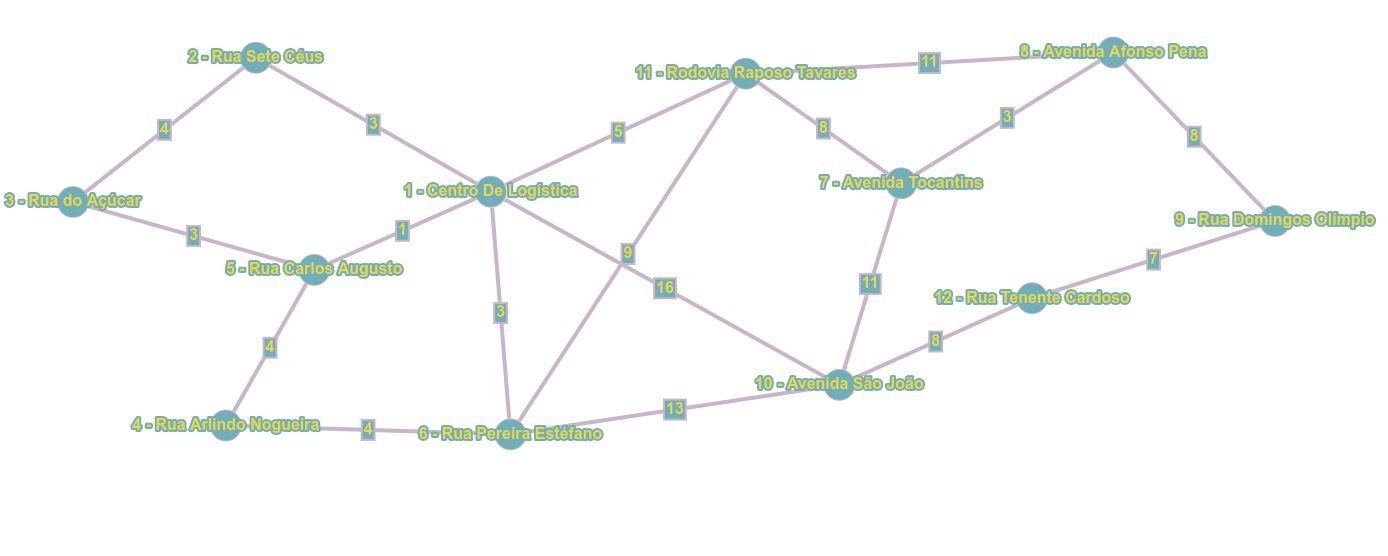 8 - Avenida Afonso Pena
2 - Rua Sete Céus
11
11 - Rodovia Raposo Tavares
3
4
5
8
3
8
7 - Avenida Tocantins
1 - Centro De Logística
3 - Rua do Açúcar
9 - Rua Domingos Olímpio
1
3
9
7
5 - Rua Carlos Augusto
11
16
12 - Rua Tenente Cardoso
3
8
4
10 - Avenida São João
13
4 - Rua Arlindo Nogueira
4
6 - Rua Pereira Estéfano